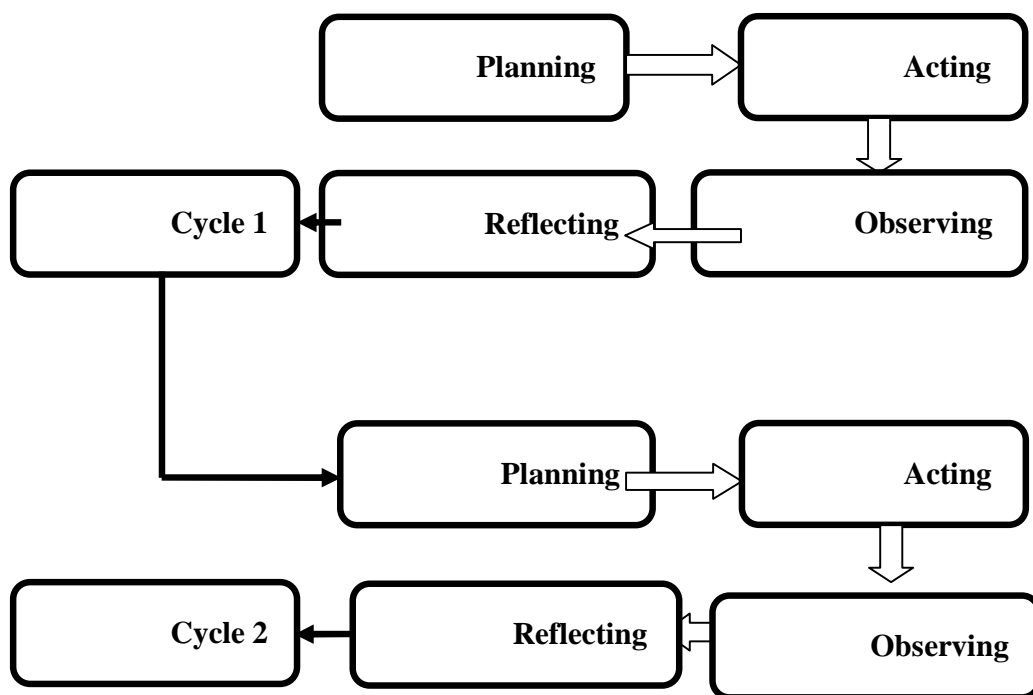 Planning
Acting
Cycle 1
Reflecting
Observing
Planning
Acting
Cycle 2
Reflecting
Observing